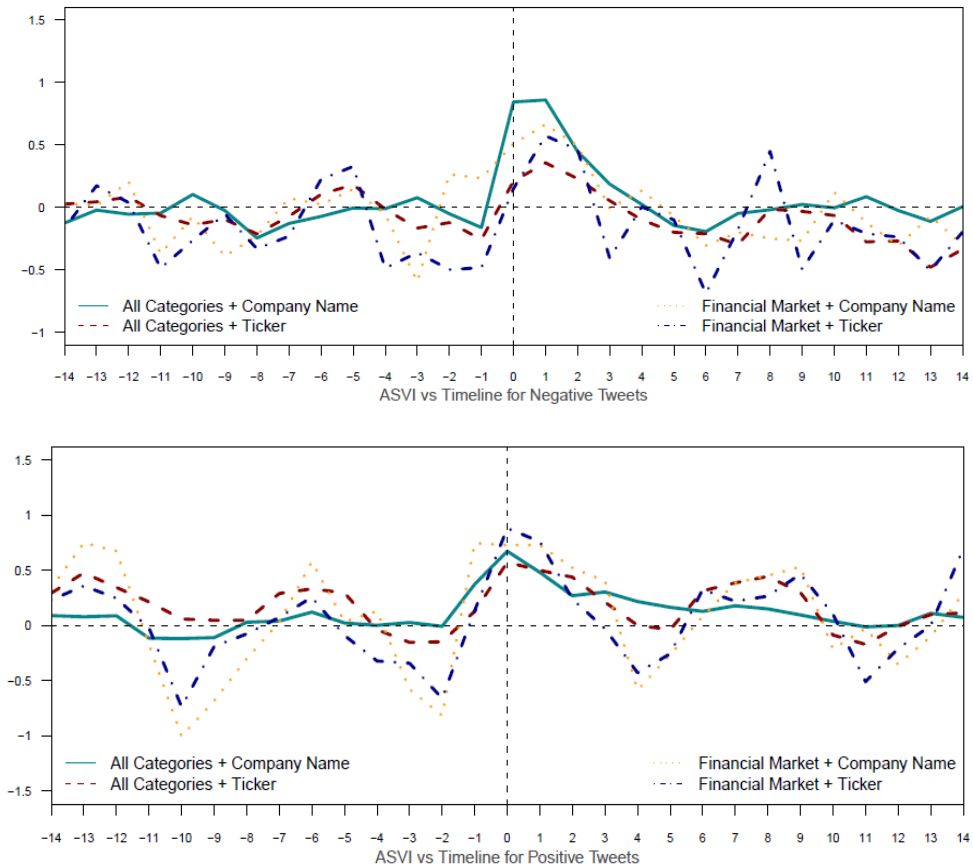 1.5
1
0.5
0
−0.5
−1
All Categories + Company Name
All Categories + Ticker
Financial Market + Company Name
Financial Market + Ticker
−14 −13 −12 −11 −10 −9 −8 −7 −6 −5 −4 −3 −2 −1 0 1 2 3 4 5 6 7 8 9 10 11 12 13 14
ASVI vs Timeline for Negative Tweets
1.5
1
0.5
0
−0.5
−1
−1.5
All Categories + Company Name
All Categories + Ticker
Financial Market + Company Name
Financial Market + Ticker
−14 −13 −12 −11 −10 −9 −8 −7 −6 −5 −4 −3 −2 −1 0 1 2 3 4 5 6 7 8 9 10 11 12 13 14
ASVI vs Timeline for Positive Tweets